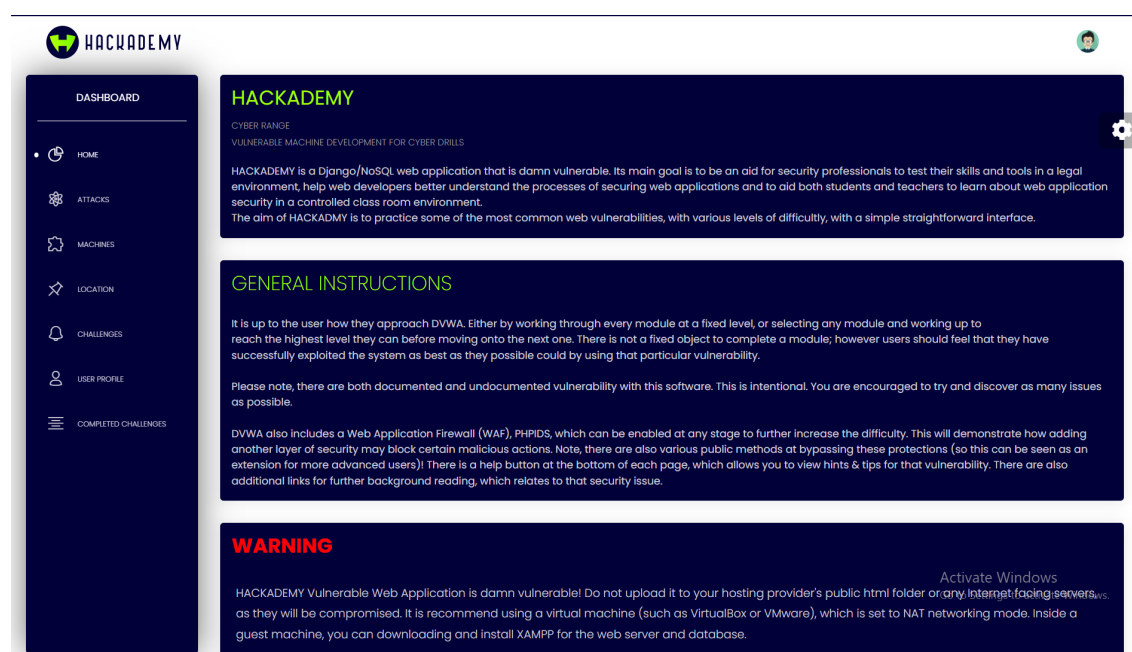 HACKADEMY
DASHBOARD
HOME
ATTACKS
MACHINES
LOCATION
CHALLENGES
USER PROFILE
COMPLETED CHALLENGES
HACKADEMY
CYBER RANGE
VULNERABLE MACHINE DEVELOPMENT FOR CYBER DRILLS
HACKADEMY is a Django/NoSQL web application that is damn vulnerable. Its main goal is to be an aid for security professionals to test their skills and tools in a legal
environment, help web developers better understand the processes of securing web applications and to aid both students and teachers to learn about web application
security in a controlled class room environment.
The aim of HACKADMY is to practice some of the most common web vulnerabilities, with various levels of difficultly, with a simple straightforward interface.
GENERAL INSTRUCTIONS
It is up to the user how they approach DVWA. Either by working through every module at a fixed level, or selecting any module and working up to
reach the highest level they can before moving onto the next one. There is not a fixed object to complete a module; however users should feel that they have
successfully exploited the system as best as they possible could by using that particular vulnerability.
Please note, there are both documented and undocumented vulnerability with this software. This is intentional. You are encouraged to try and discover as many issues
as possible.
DVWA also includes a Web Application Firewall (WAF), PHPIDS, which can be enabled at any stage to further increase the difficulty. This will demonstrate how adding
another layer of security may block certain malicious actions. Note, there are also various public methods at bypassing these protections (so this can be seen as an
extension for more advanced users)! There is a help button at the bottom of each page, which allows you to view hints & tips for that vulnerability. There are also
additional links for further background reading, which relates to that security issue.
WARNING
Activate Windows
HACKADEMY Vulnerable Web Application is damn vulnerable! Do not upload it to your hosting provider's public html folder or any Internet facing servers,
as they will be compromised. It is recommend using a virtual machine (such as VirtualBox or VMware), which is set to NAT networking mode. Inside a
guest machine, you can downloading and install XAMPP for the web server and database.